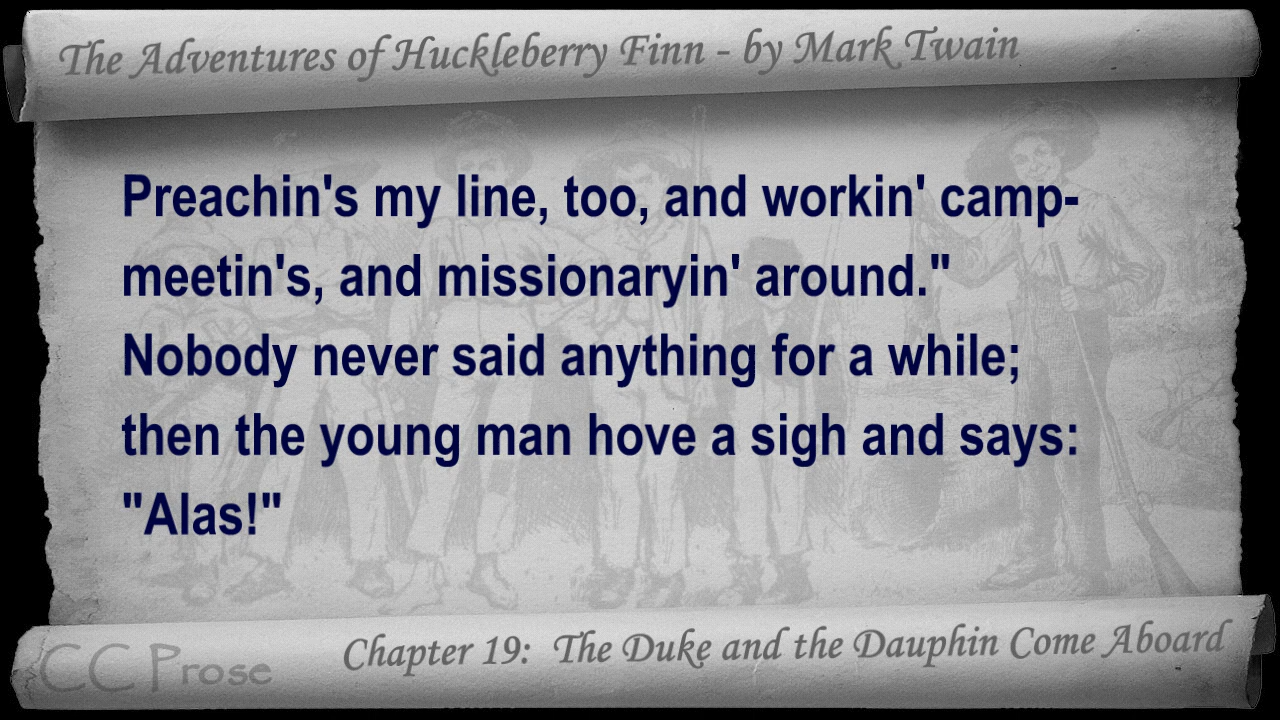 The Adventures of Huckleberry Finn - by Mark Twain
Preachin's my line, too, and workin' camp-
meetin's, and missionaryin' around."
Nobody never said anything for a while;
then the young man hove a sigh and says:
"Alas!"
Chapter 19:  The Duke and the Dauphin Come Aboard
CC Prose